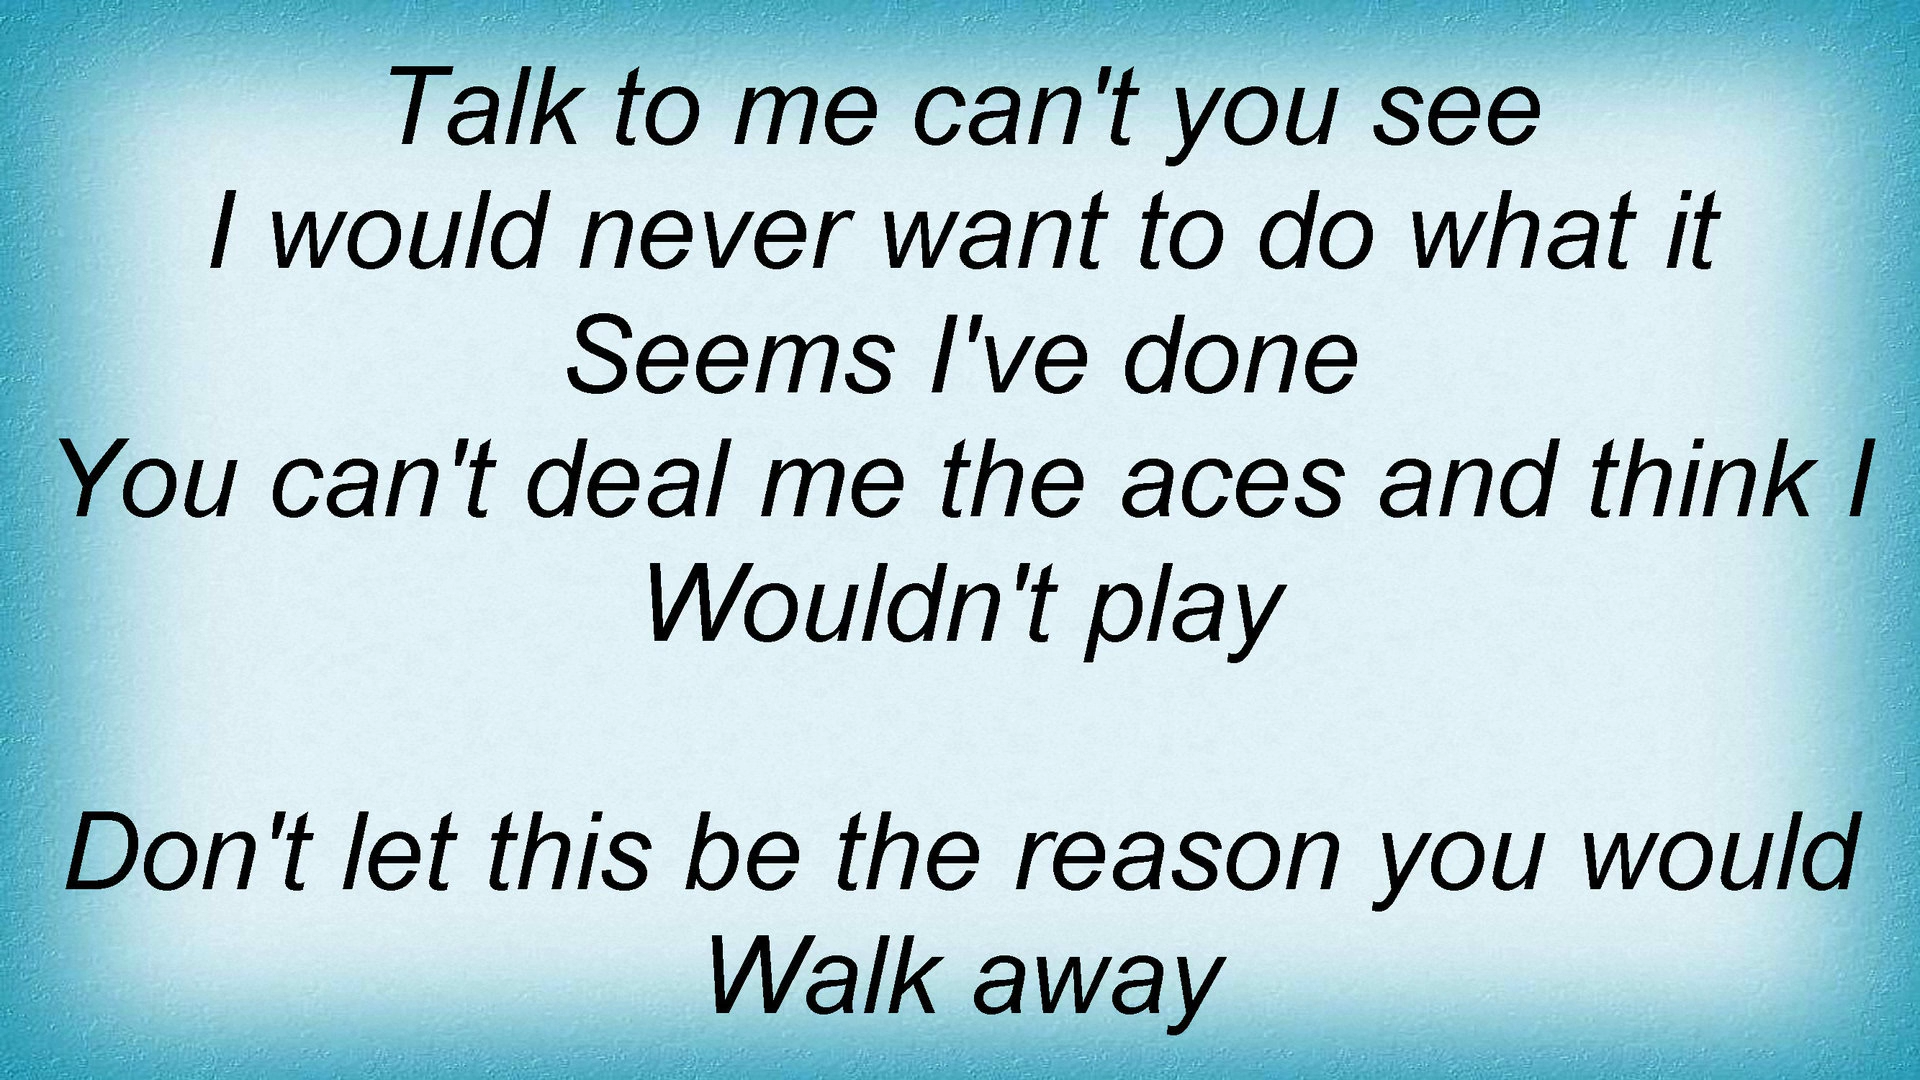 Talk to me can't you see
I would never want to do what it
Seems I've done
You can't deal me the aces and think I
Wouldn't play
Don't let this be the reason you would
Walk away